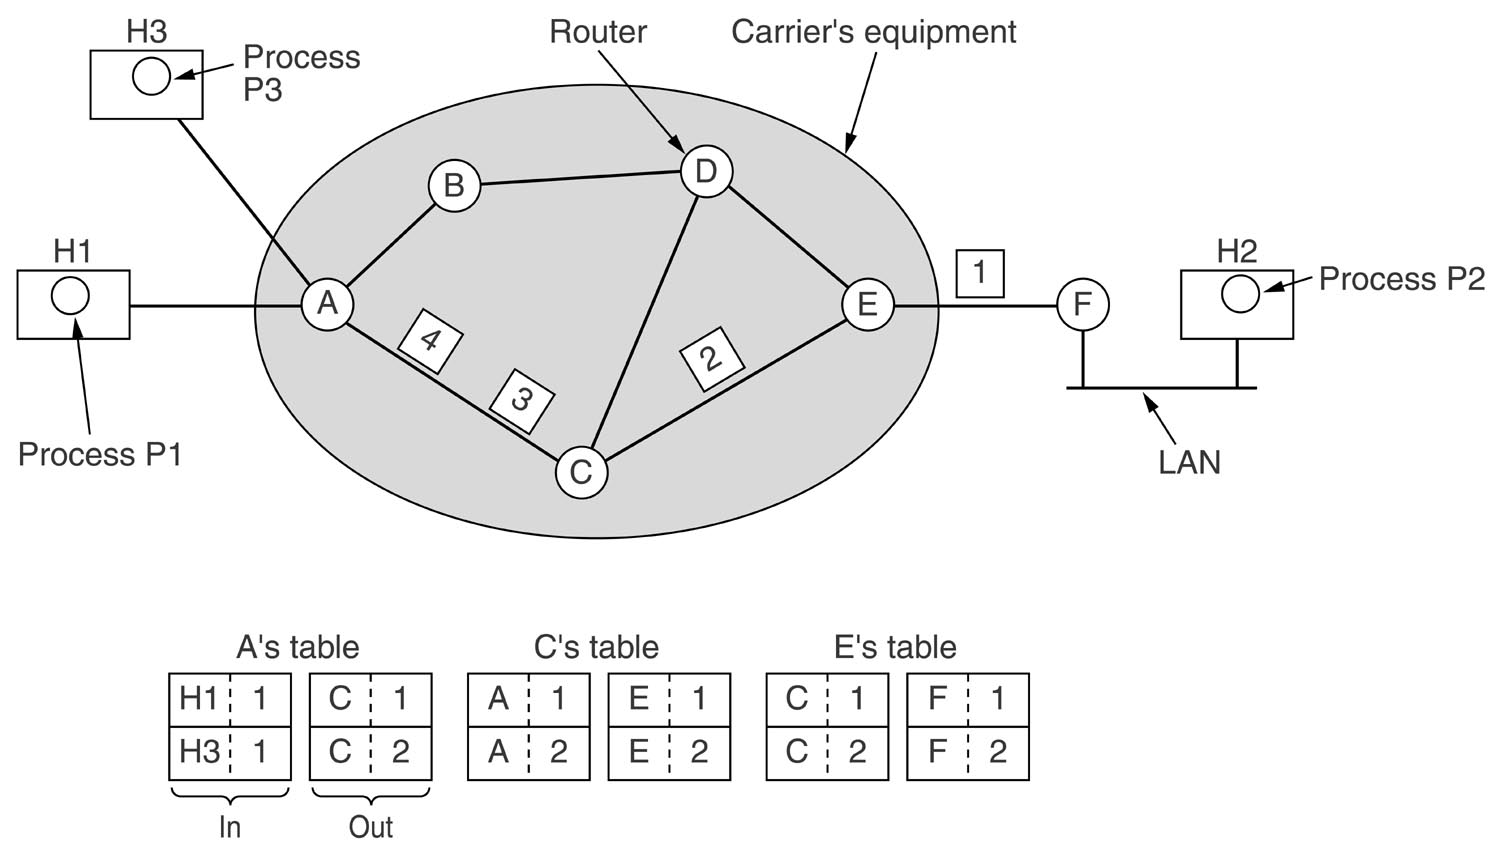 H3
Process
P3
Router
Carrier's equipment
B
D
H1
A
4
3
2
C
E
1
F
H2
Process P2
Process P1
LAN
A's table
C's table
E's table
H1 1 C 1 A 1 E 1 C 1 F 1
H3 1 C 2 A 2 E 2 C 2 F 2
In
Out